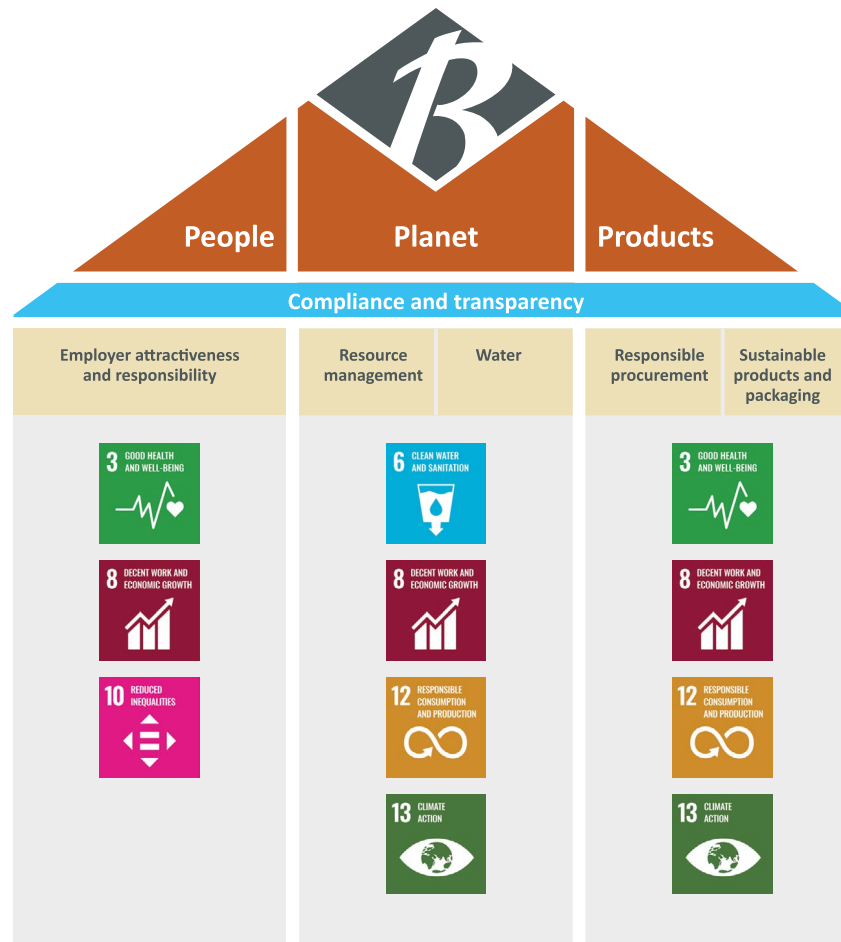 B
People
Planet
Products
Compliance and transparency
Employer attractiveness
and responsibility
Resource
management
Water
Responsible
procurement
Sustainable
products and
packaging
3 GOOD HEALTH
AND WELL-BEING
8 DECENT WORK AND
ECONOMIC GROWTH
10 REDUCED
INEQUALITIES
6 CLEAN WATER
AND SANITATION
8 DECENT WORK AND
ECONOMIC GROWTH
12 RESPONSIBLE
CONSUMPTION
AND PRODUCTION
13 CLIMATE
ACTION
3 GOOD HEALTH
AND WELL-BEING
8 DECENT WORK AND
ECONOMIC GROWTH
12 RESPONSIBLE
CONSUMPTION
AND PRODUCTION
13 CLIMATE
ACTION